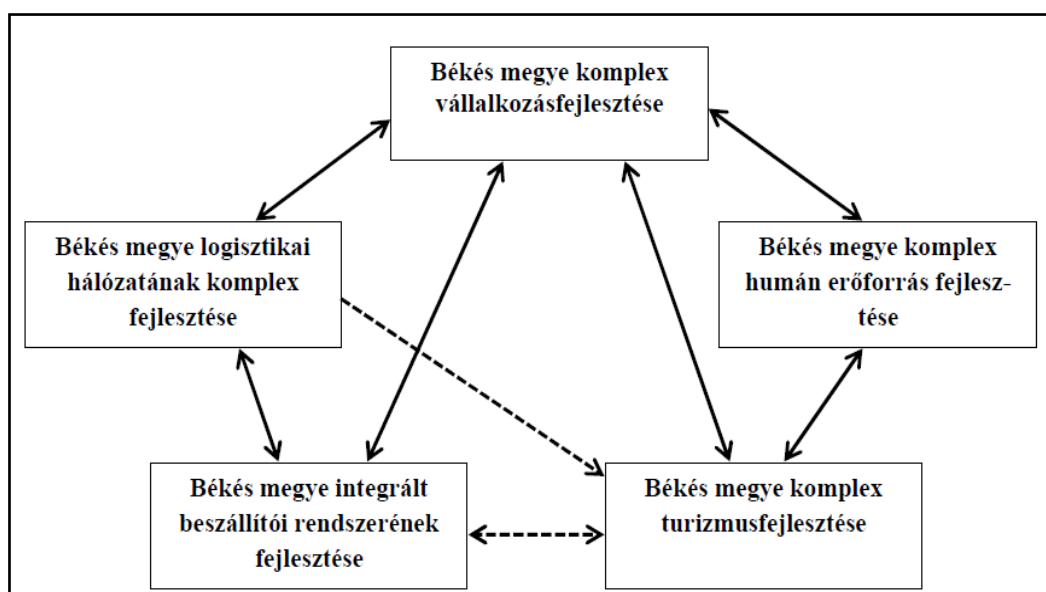 Békés megye komplex
vállalkozásfejlesztése
Békés megye logisztikai
hálózatának komplex
fejlesztése
Békés megye komplex
humán erőforrás fejlesz-
tése
Békés megye integrált
beszállítói rendszerének
fejlesztése
Békés megye komplex
turizmusfejlesztése